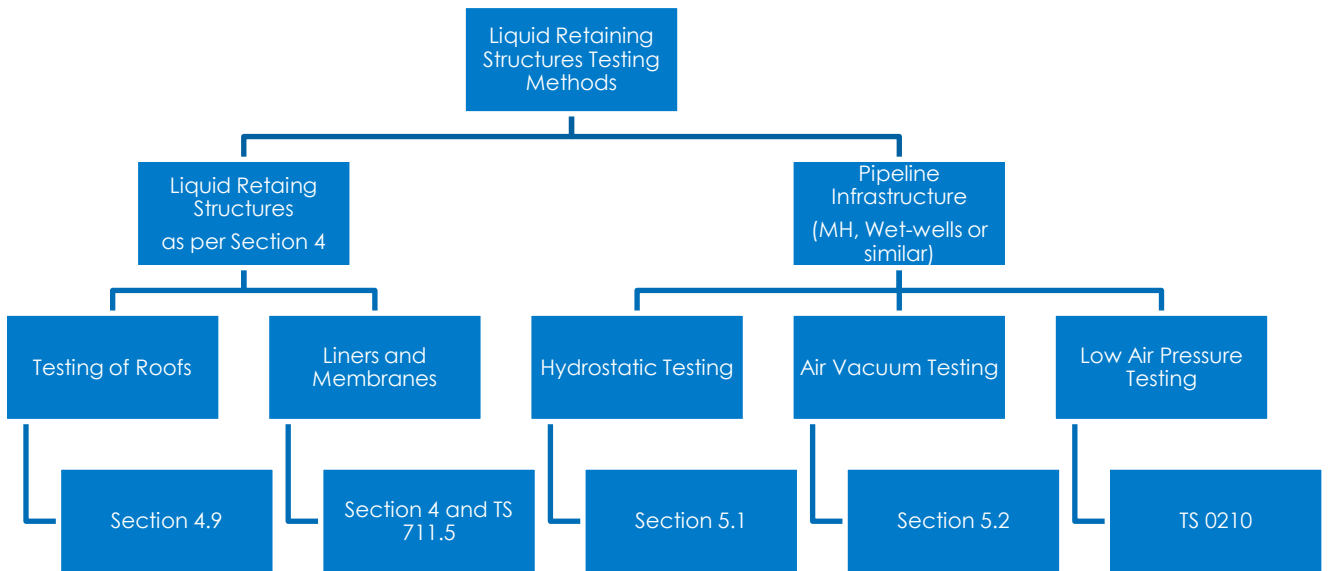 Liquid Retaining
Structures Testing
Methods
Liquid Retaing
Structures
as per Section 4
Pipeline
Infrastructure
(MH, Wet-wells or
similar)
Testing of Roofs
Liners and
Membranes
Hydrostatic Testing
Air Vacuum Testing
Low Air Pressure
Testing
Section 4.9
Section 4 and TS
711.5
Section 5.1
Section 5.2
TS 0210